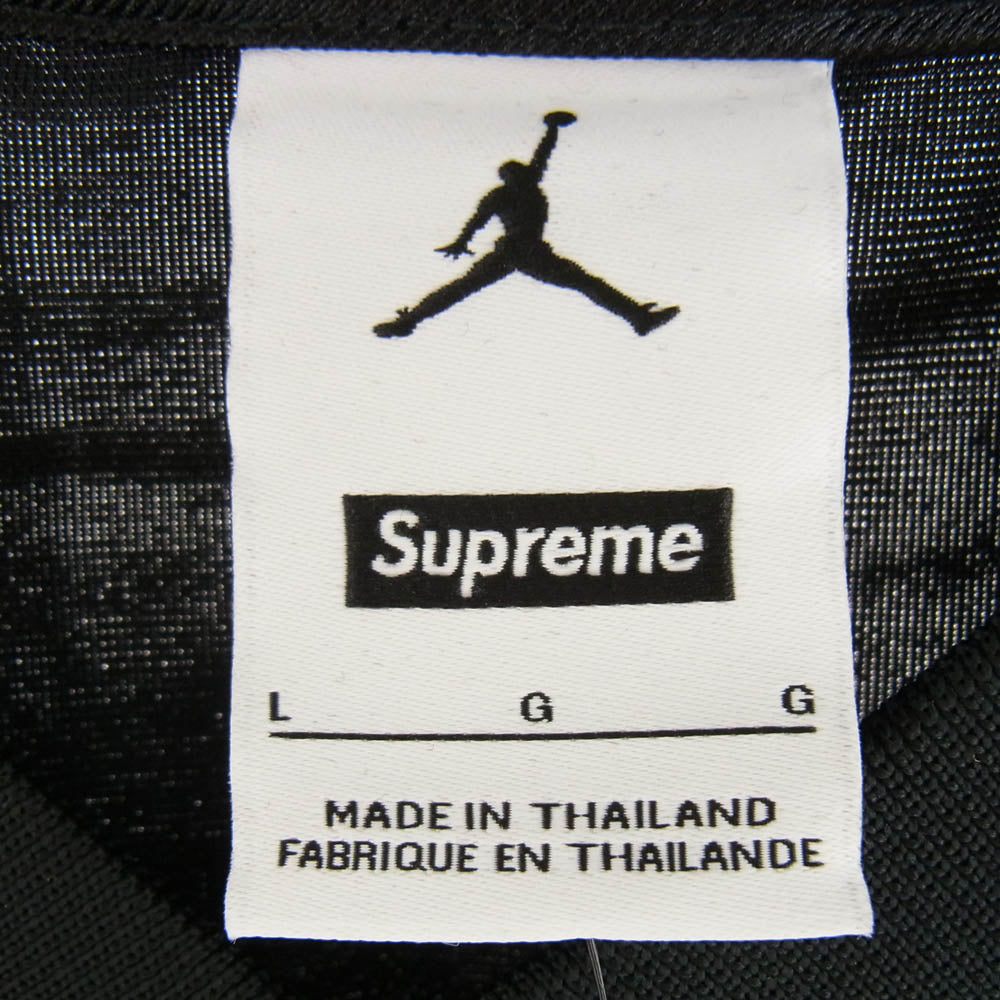 Supreme
L G G
MADE IN THAILAND
FABRIQUE EN THAILANDE